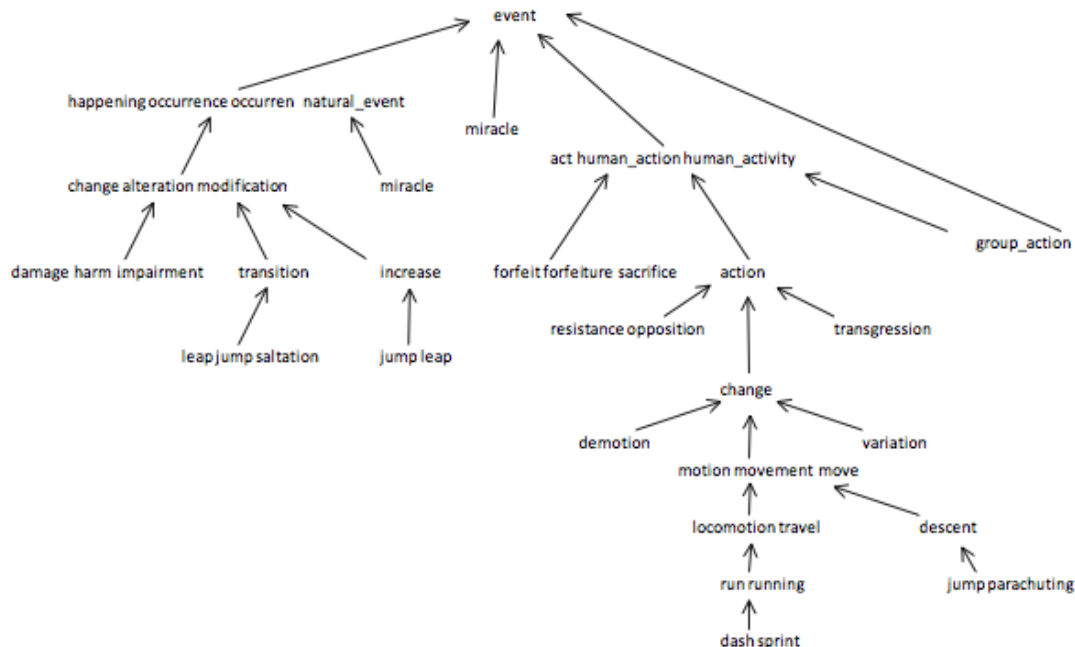 event
happening occurrence occurren natural_event
miracle
act human_action human_activity
change alteration modification
miracle
group_action
damage harm impairment
transition
increase
forfeit forfeiture sacrifice
action
resistance opposition
transgression
leap jump saltation
jump leap
change
demotion
variation
motion movement move
locomotion travel
descent
run running
jump parachuting
dash sprint